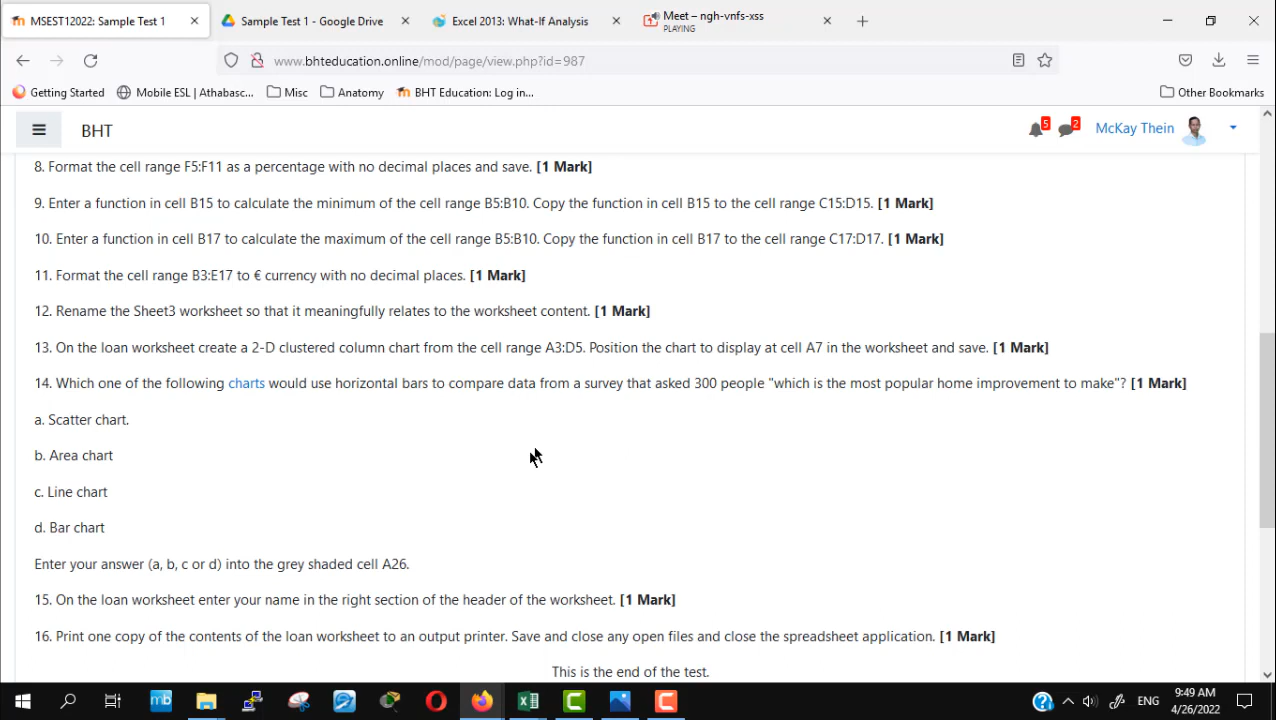 MSEST12022: Sample Test 1
Sample Test 1 - Google Drive
Excel 2013: What-If Analysis
Meet – ngh-vnfs-xss
PLAYING
www.bhteducation.online/mod/page/view.php?id=987
Getting Started
Mobile ESL | Athabasc...
Misc
Anatomy
BHT Education: Log in...
Other Bookmarks
BHT
5
2
McKay Thein
8. Format the cell range F5:F11 as a percentage with no decimal places and save. [1 Mark]
9. Enter a function in cell B15 to calculate the minimum of the cell range B5:B10. Copy the function in cell B15 to the cell range C15:D15. [1 Mark]
10. Enter a function in cell B17 to calculate the maximum of the cell range B5:B10. Copy the function in cell B17 to the cell range C17:D17. [1 Mark]
11. Format the cell range B3:E17 to € currency with no decimal places. [1 Mark]
12. Rename the Sheet3 worksheet so that it meaningfully relates to the worksheet content. [1 Mark]
13. On the loan worksheet create a 2-D clustered column chart from the cell range A3:D5. Position the chart to display at cell A7 in the worksheet and save. [1 Mark]
14. Which one of the following charts would use horizontal bars to compare data from a survey that asked 300 people "which is the most popular home improvement to make"? [1 Mark]
a. Scatter chart.
b. Area chart
c. Line chart
d. Bar chart
Enter your answer (a, b, c or d) into the grey shaded cell A26.
15. On the loan worksheet enter your name in the right section of the header of the worksheet. [1 Mark]
16. Print one copy of the contents of the loan worksheet to an output printer. Save and close any open files and close the spreadsheet application. [1 Mark]
This is the end of the test.
mb
ENG
9:49 AM
4/26/2022